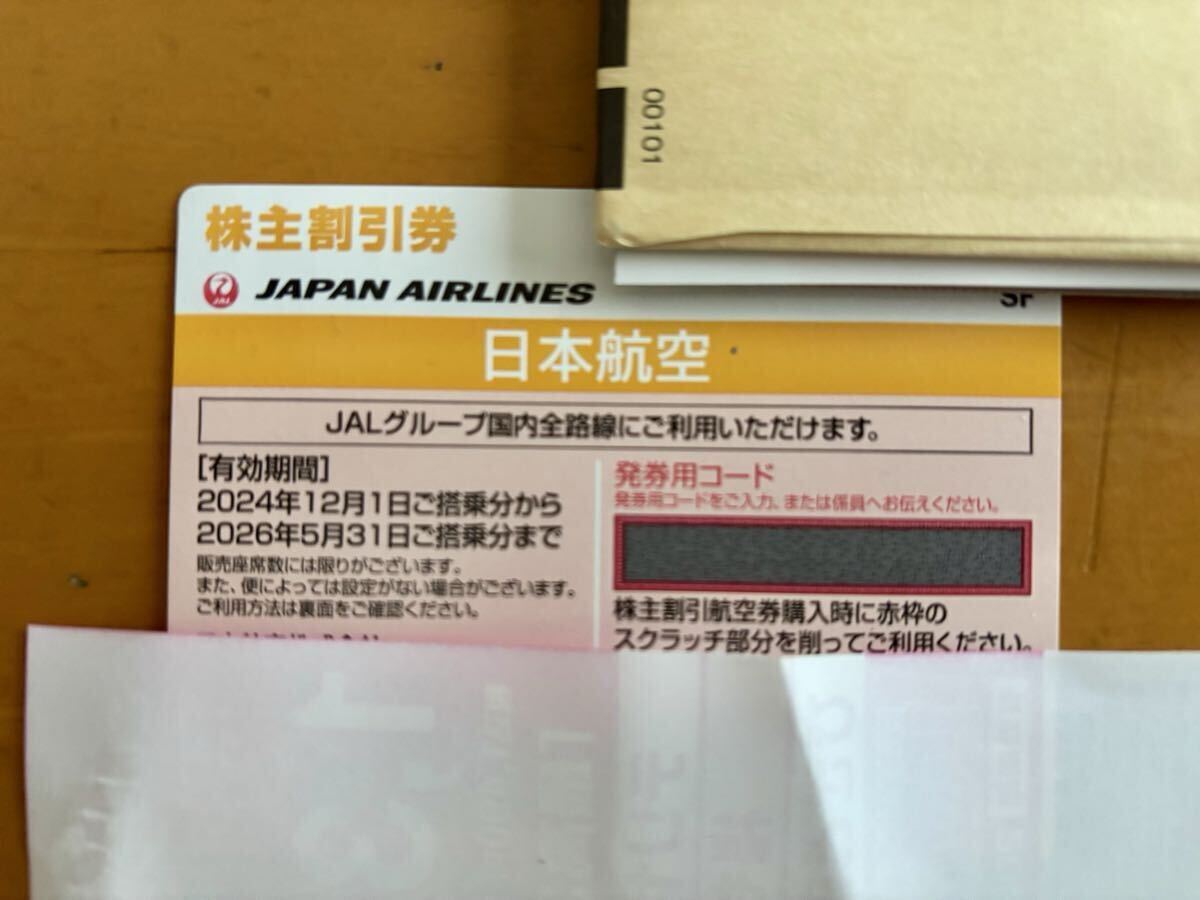 00101
株主割引券
JAL JAPAN AIRLINES
日本航空
JALグループ国内全路線にご利用いただけます。
[有効期間]
2024年12月1日ご搭乗分から
2026年5月31日ご搭乗分まで
販売座席数には限りがございます。
また、便によっては設定がない場合がございます。
ご利用方法は裏面をご確認ください。
発券用コード
発券用コードをご入力、または係員へお伝えください。
株主割引航空券購入時に赤枠の
スクラッチ部分を削ってご利用ください。